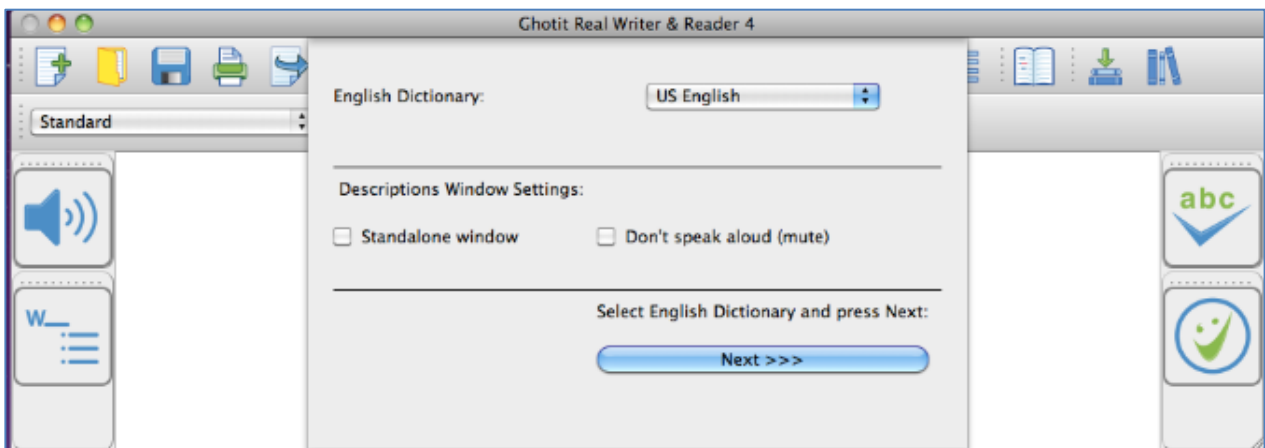 Ghotit Real Writer & Reader 4
English Dictionary:
US English
Standard
Descriptions Window Settings:
Standalone window
Don't speak aloud (mute)
abc
W
Select English Dictionary and press Next:
Next >>>